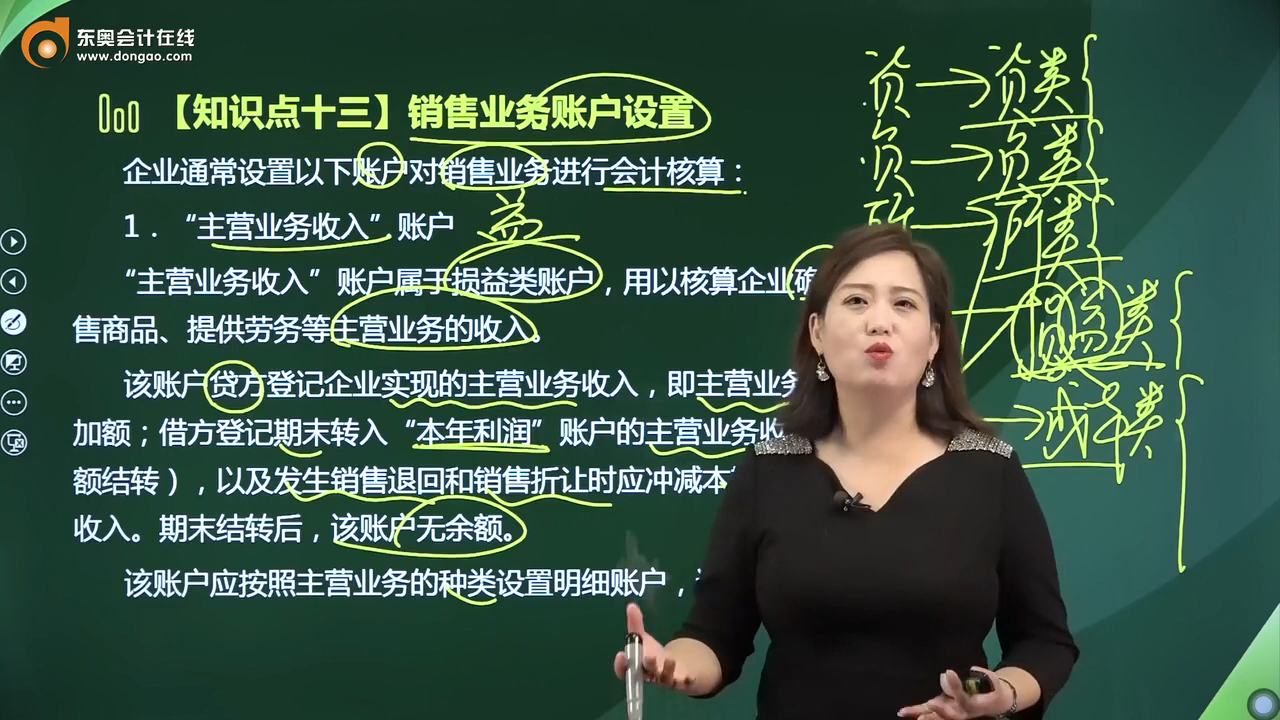 东奥会计在线
www.dongao.com
【知识点十三】销售业务账户设置
企业通常设置以下账户对销售业务进行会计核算：
1．“主营业务收入”账户 益
“主营业务收入”账户属于损益类账户，用以核算企业确
售商品、提供劳务等主营业务的收入。
该账户贷方登记企业实现的主营业务收入，即主营业务
加额；借方登记期末转入“本年利润”账户的主营业务收
额结转），以及发生销售退回和销售折让时应冲减本
收入。期末结转后，该账户无余额。
该账户应按照主营业务的种类设置明细账户，
资→资类
负→负类
所→所类
损益类
→成本类